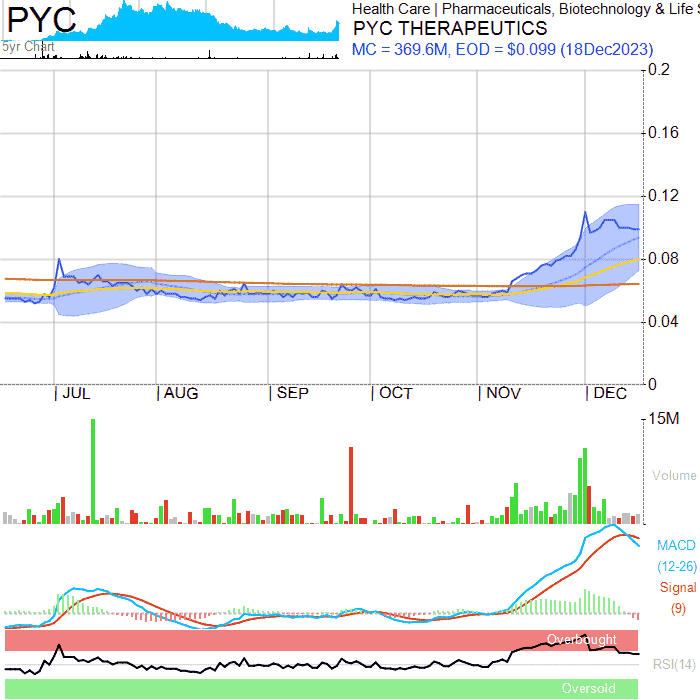 PYC
5yr Chart
Health Care | Pharmaceuticals, Biotechnology & Life S
PYC THERAPEUTICS
MC = 369.6M, EOD = $0.099 (18Dec2023)
0.2
0.16
0.12
0.08
0.04
0
JUL AUG SEP OCT NOV DEC
15M
Volume
MACD
(12-26)
Signal
(9)
Overbought
RSI(14)
Oversold